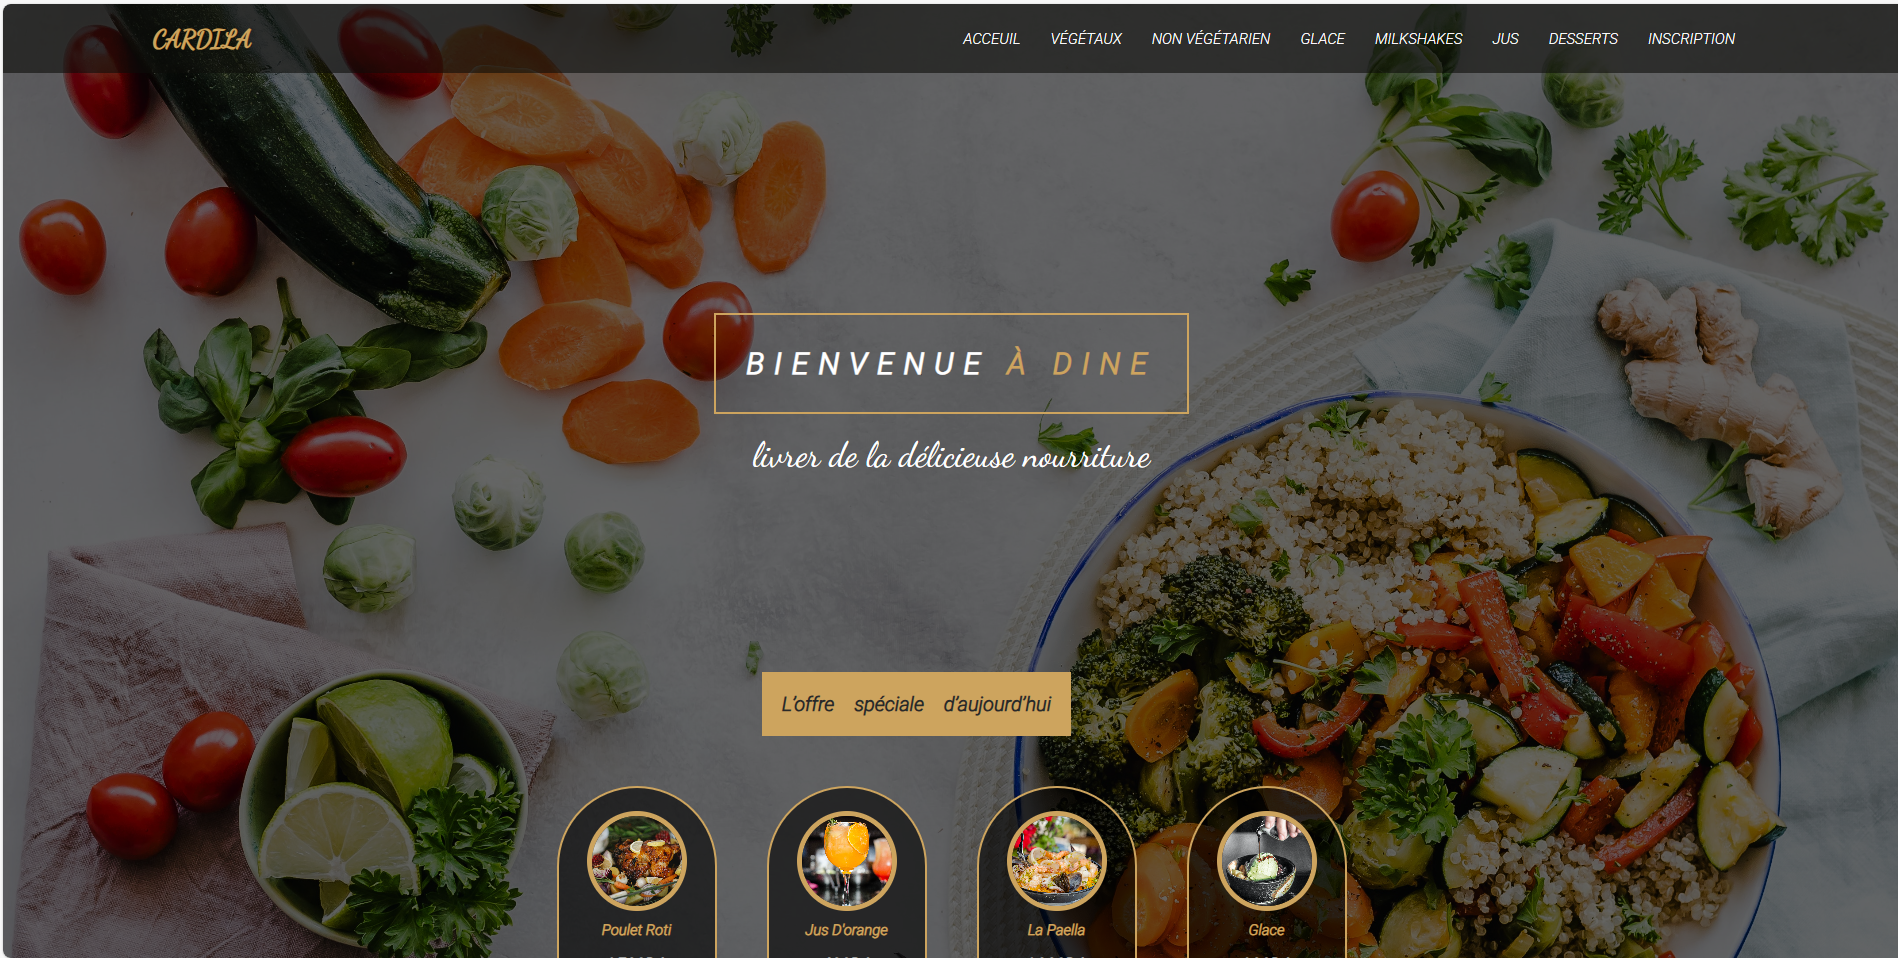 CARDILA
ACCEUIL VÉGÉTAUX NON VÉGÉTARIEN GLACE MILKSHAKES JUS DESSERTS INSCRIPTION
BIENVENUE À DINE
livrer de la délicieuse nourriture
L'offre spéciale d'aujourd'hui
Poulet Roti Jus D'orange La Paella Glace